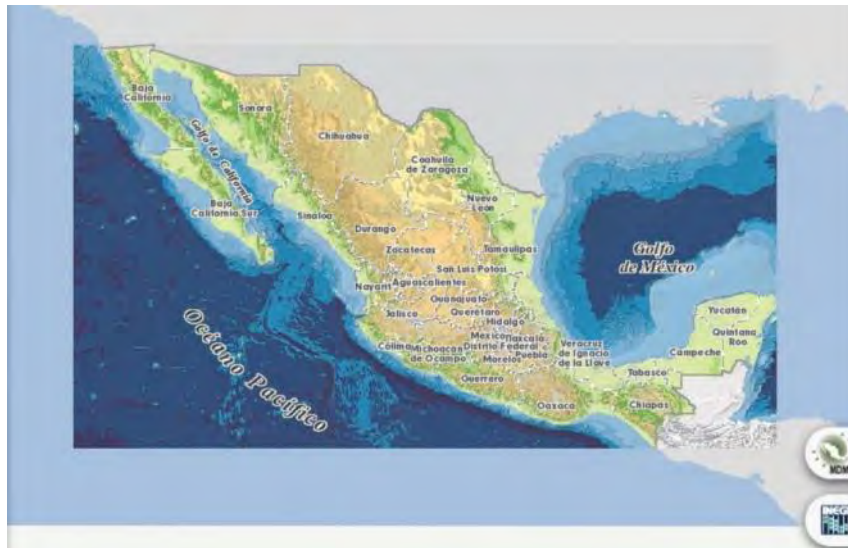 Baja
California
Sonora
Chihuahua
Golfo de California
Coahuila
de Zaragoza
Nuevo
León
Baja
California Sur
Sinaloa
Durango
Zacatecas
Tamaulipas
Golfo
de México
San Luis Potosí
Nayarit
Aguascalientes
Guanajuato
Jalisco
Querétaro
Hidalgo
Yucatán
Quintana
Roo
Campeche
Océano Pacífico
Colima
Michoacán
de Ocampo
México
Tlaxcala
Distrito Federal
Morelos
Puebla
Veracruz
de Ignacio
de la Llave
Tabasco
Guerrero
Oaxaca
Chiapas
MDM
INEGI